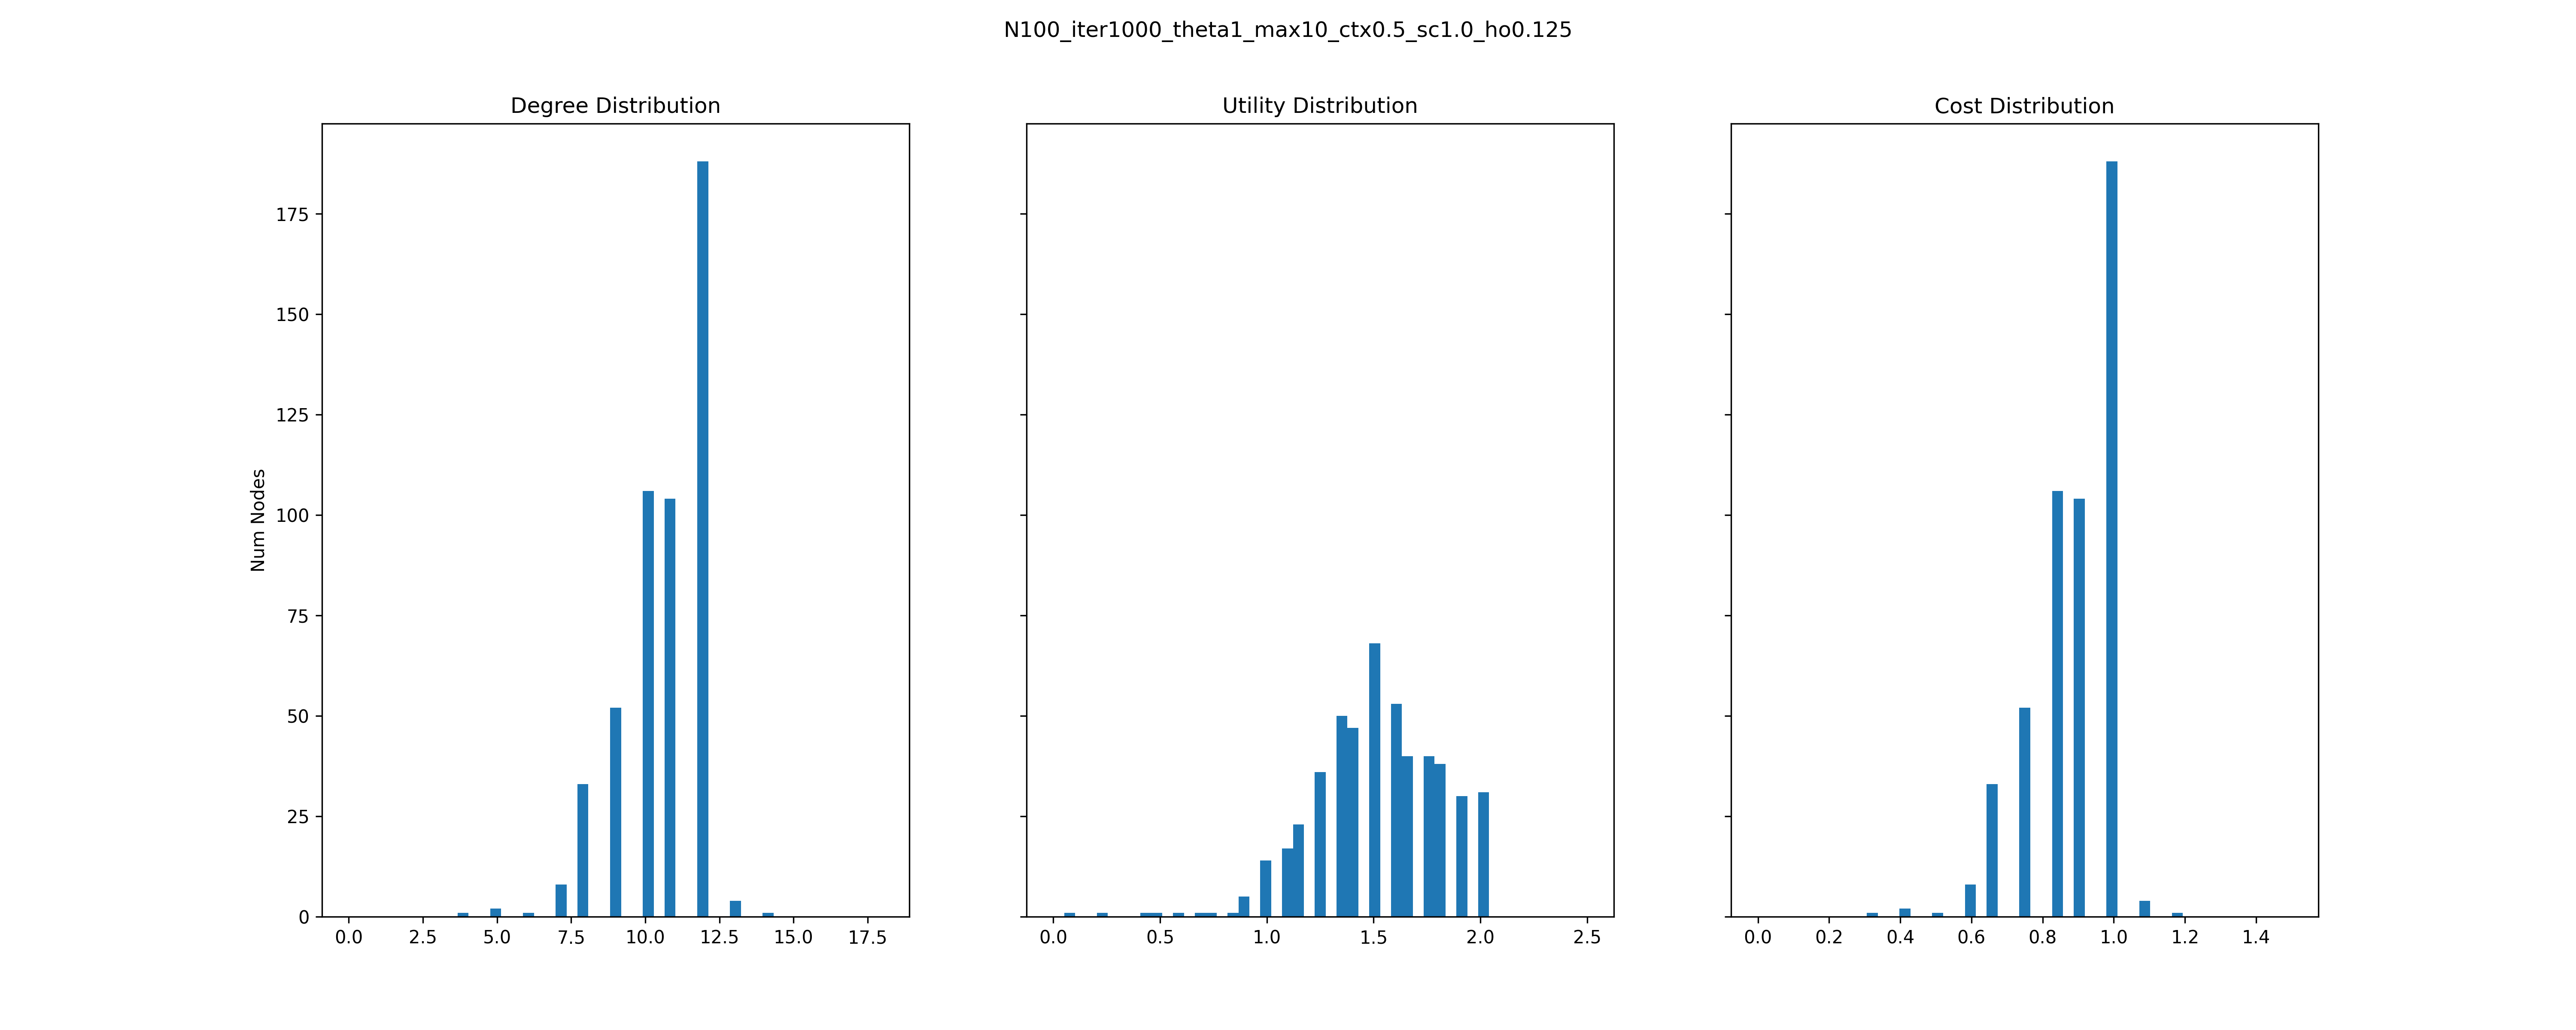 N100_iter1000_theta1_max10_ctx0.5_sc1.0_ho0.125
Degree Distribution
Num Nodes
175
150
125
100
75
50
25
0
0.0 2.5 5.0 7.5 10.0 12.5 15.0 17.5
Utility Distribution
0.0 0.5 1.0 1.5 2.0 2.5
Cost Distribution
0.0 0.2 0.4 0.6 0.8 1.0 1.2 1.4